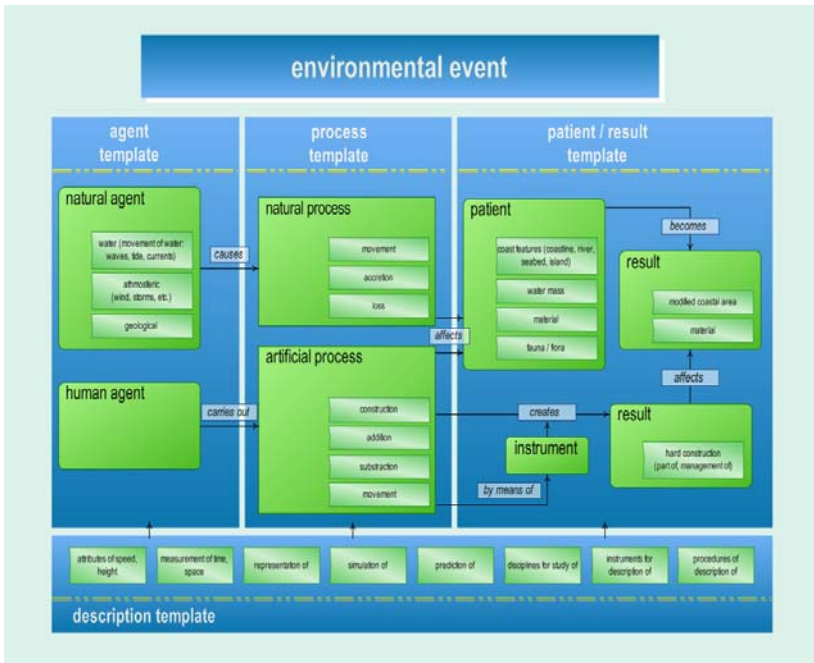 environmental event
agent
template
process
template
patient / result
template
natural agent
water (movement of water:
waves, tide, currents)
athmosferic
(wind, storms, etc.)
geological
human agent
causes
carries out
natural process
movement
accretion
loss
artificial process
construction
addition
substraction
movement
affects
patient
coast features (coastine, river,
seabed, island)
water mass
material
fauna / flora
becomes
result
modified coastal area
material
affects
creates
instrument
by means of
result
hard construction
(part of, management of)
attributes of speed,
height
measurement of time,
space
representation of
simulation of
prediction of
disciplines for study of
instruments for
description of
procedures of
description of
description template